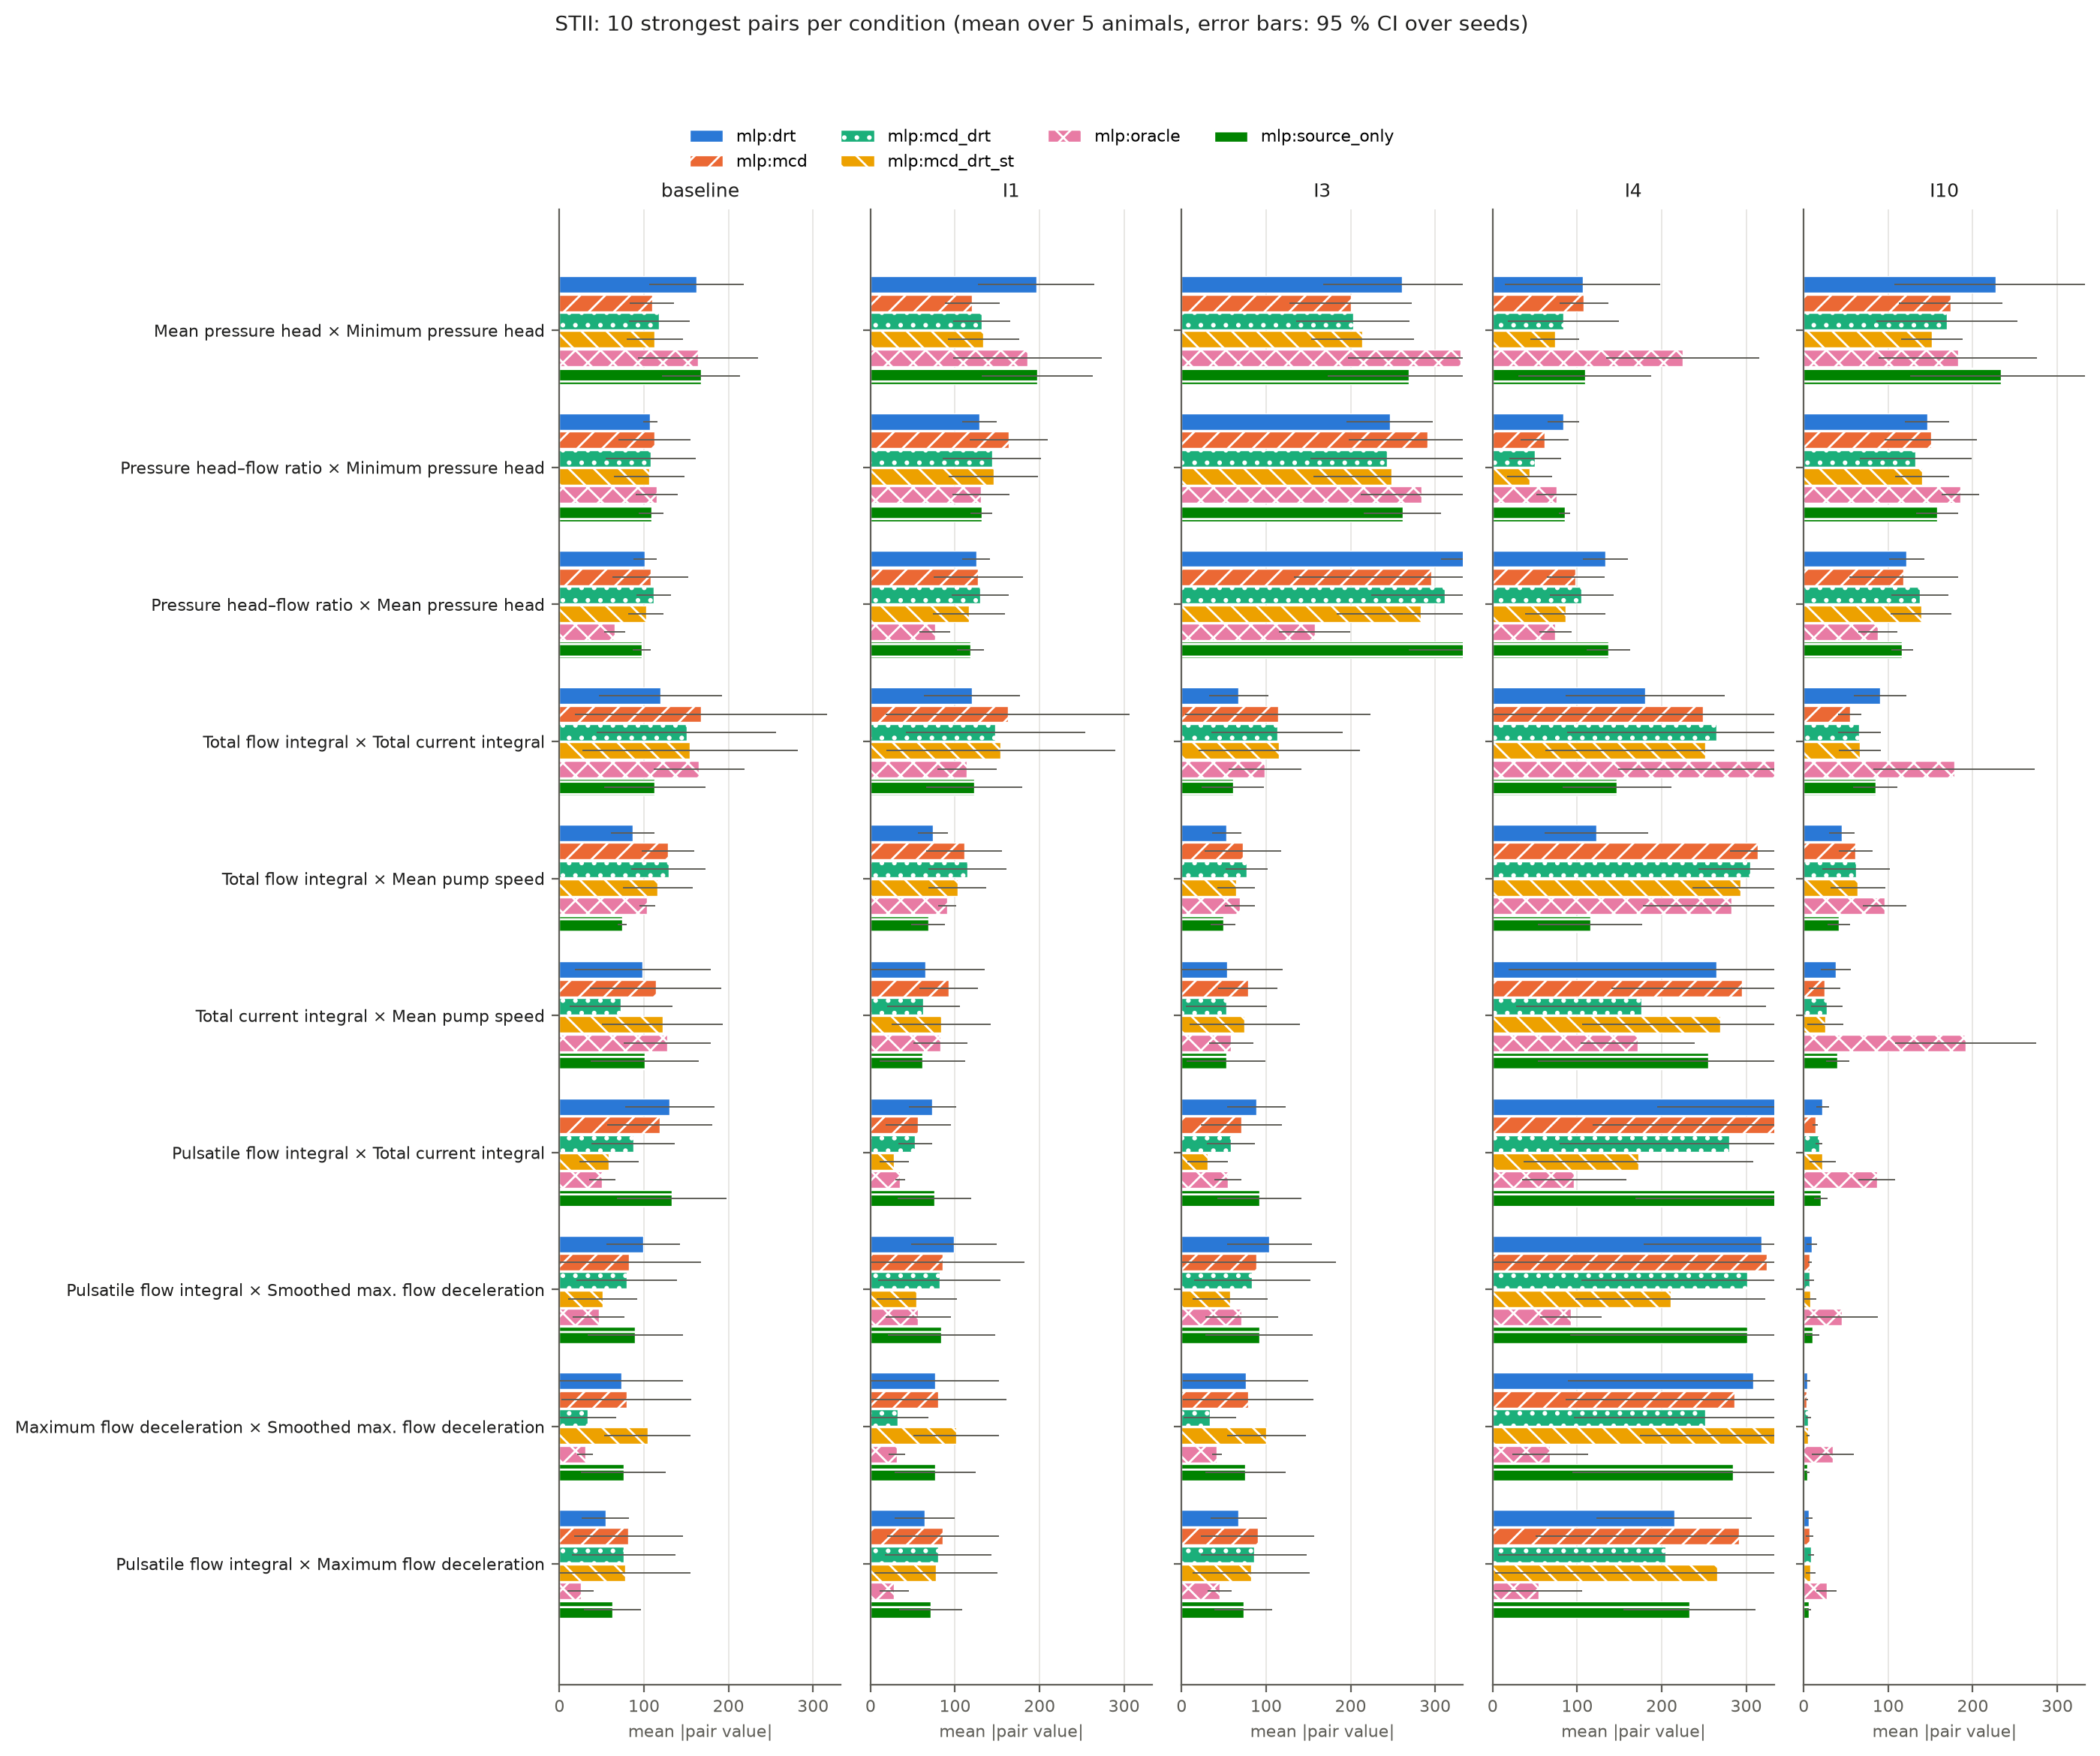 STII: 10 strongest pairs per condition (mean over 5 animals, error bars: 95 % CI over seeds)
mlp:drt mlp:mcd_drt mlp:oracle mlp:source_only
mlp:mcd mlp:mcd_drt_st
baseline I1 I3 I4 I10
Mean pressure head × Minimum pressure head
Pressure head–flow ratio × Minimum pressure head
Pressure head–flow ratio × Mean pressure head
Total flow integral × Total current integral
Total flow integral × Mean pump speed
Total current integral × Mean pump speed
Pulsatile flow integral × Total current integral
Pulsatile flow integral × Smoothed max. flow deceleration
Maximum flow deceleration × Smoothed max. flow deceleration
Pulsatile flow integral × Maximum flow deceleration
0 100 200 300 0 100 200 300 0 100 200 300 0 100 200 300 0 100 200 300
mean |pair value| mean |pair value| mean |pair value| mean |pair value| mean |pair value|